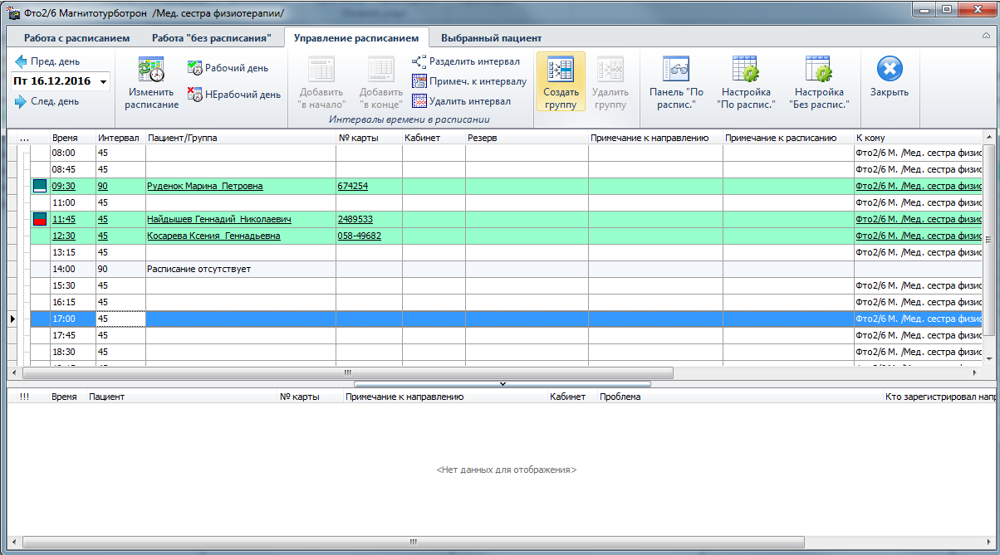 Фто2/6 Магнитотурботрон /Мед. сестра физиотерапии/
Работа с расписанием Работа "без расписания" Управление расписанием Выбранный пациент
Пред. день
Пт 16.12.2016
След. день
Изменить расписание
Рабочий день
НЕрабочий день
Добавить "в начало"
Добавить "в конце"
Разделить интервал
Примеч. к интервалу
Удалить интервал
Интервалы времени в расписании
Создать группу
Удалить группу
Панель "По распис."
Настройка "По распис."
Настройка "Без распис."
Закрыть
... Время Интервал Пациент/Группа № карты Кабинет Резерв Примечание к направлению Примечание к расписанию К кому
08:00 45 Фто2/6 М. /Мед. сестра физис
08:45 45 Фто2/6 М. /Мед. сестра физис
09:30 90 Руденок Марина Петровна 674254 Фто2/6 М. /Мед. сестра физис
11:00 45 Фто2/6 М. /Мед. сестра физис
11:45 45 Найдышев Геннадий Николаевич 2489533 Фто2/6 М. /Мед. сестра физис
12:30 45 Косарева Ксения Геннадьевна 058-49682 Фто2/6 М. /Мед. сестра физис
13:15 45 Фто2/6 М. /Мед. сестра физис
14:00 90 Расписание отсутствует
15:30 45 Фто2/6 М. /Мед. сестра физис
16:15 45 Фто2/6 М. /Мед. сестра физис
17:00 45 Фто2/6 М. /Мед. сестра физис
17:45 45 Фто2/6 М. /Мед. сестра физис
18:30 45 Фто2/6 М. /Мед. сестра физис
!!! Время Пациент № карты Примечание к направлению Кабинет Проблема Кто зарегистрировал напр
<Нет данных для отображения>